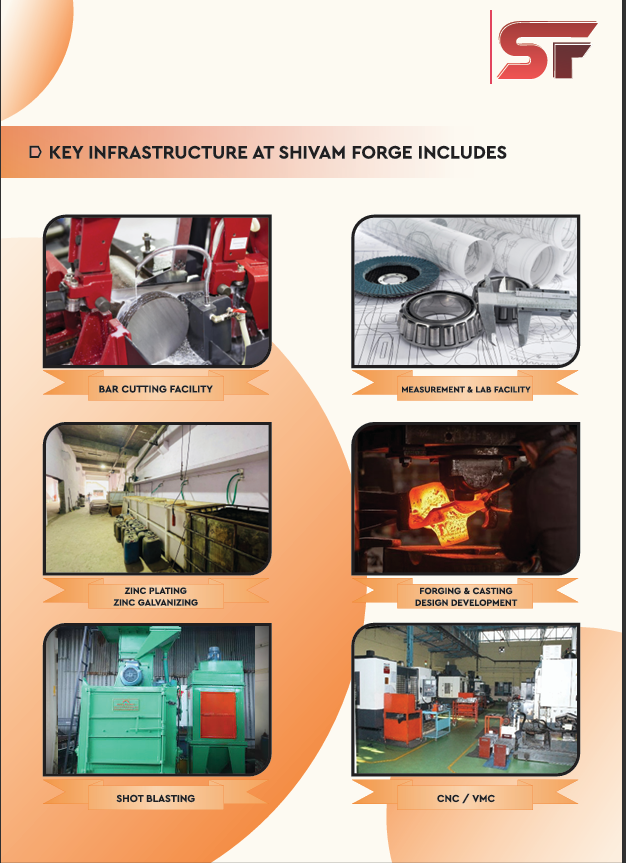 SF
KEY INFRASTRUCTURE AT SHIVAM FORGE INCLUDES
BAR CUTTING FACILITY
MEASUREMENT & LAB FACILITY
ZINC PLATING
ZINC GALVANIZING
FORGING & CASTING
DESIGN DEVELOPMENT
SHOT BLASTING
CNC / VMC